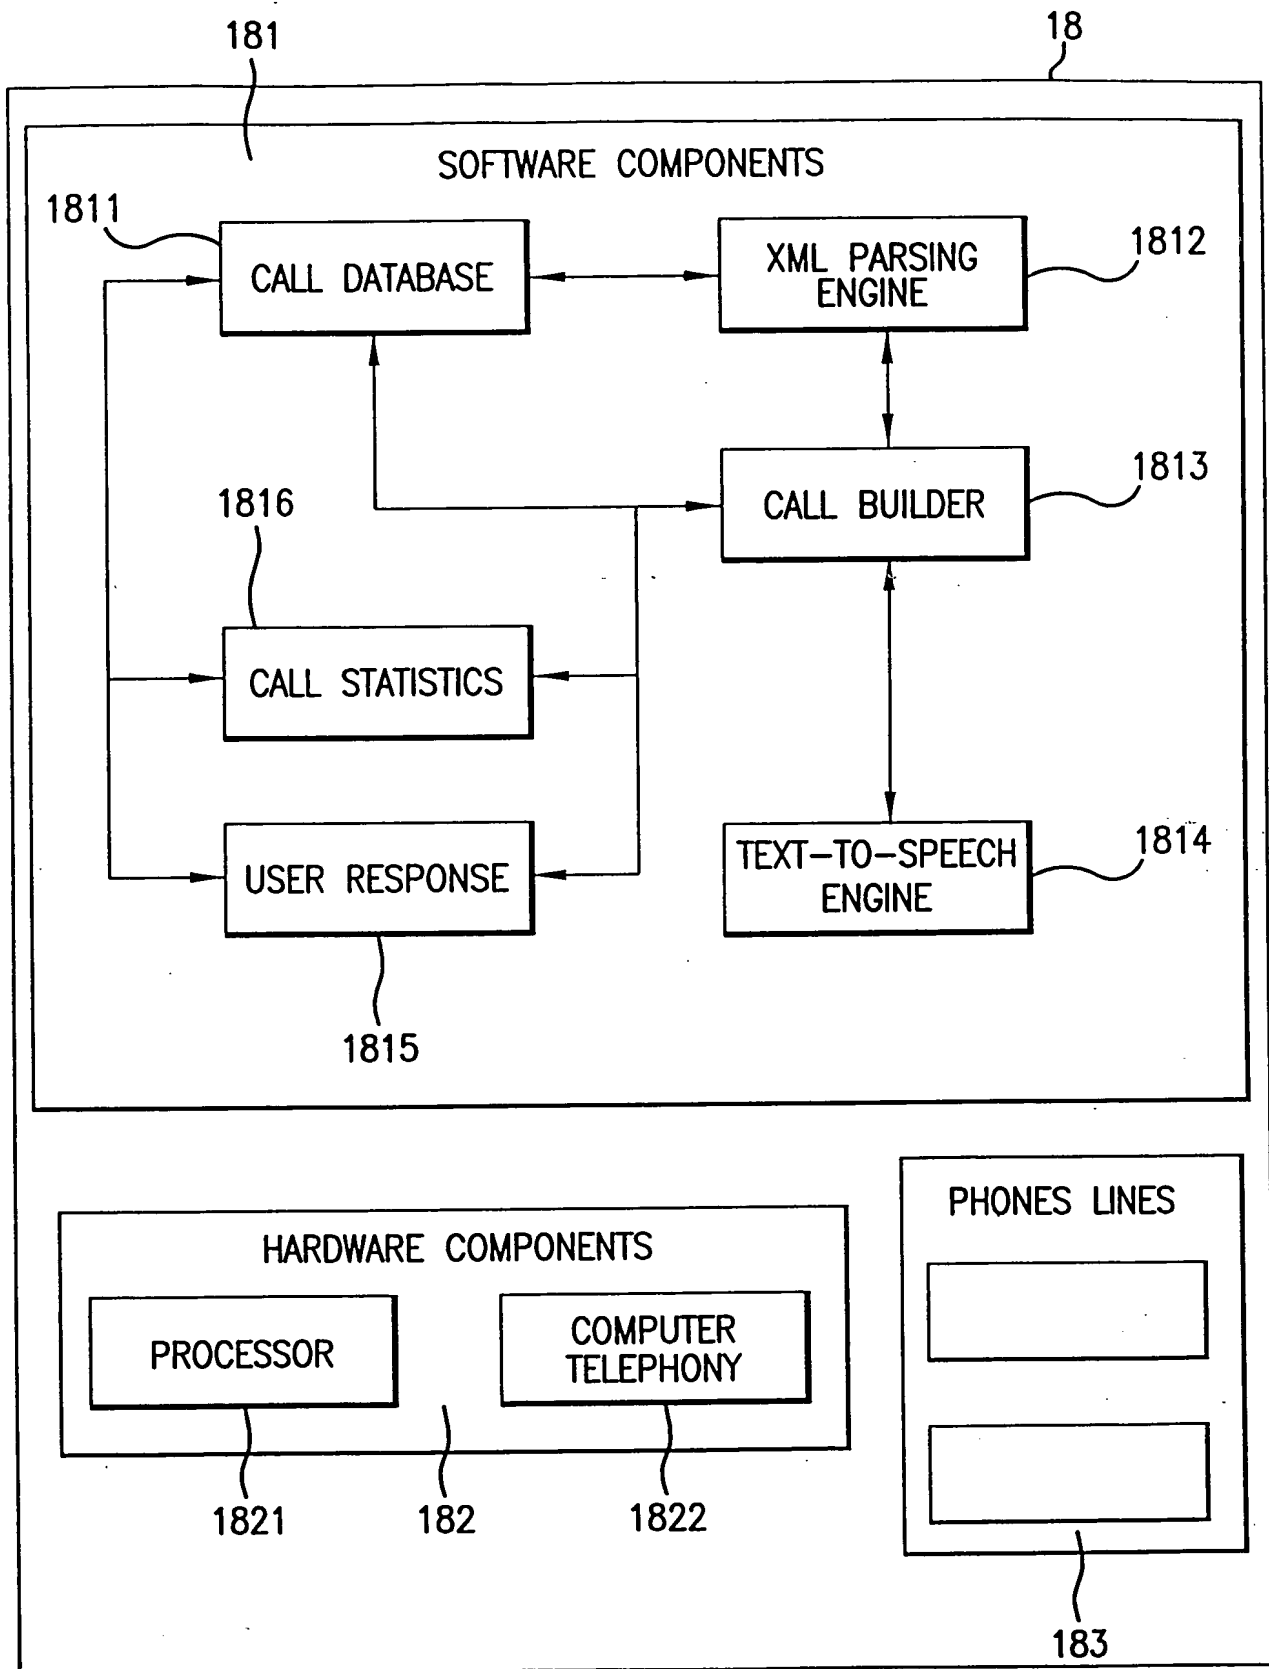 181
18
SOFTWARE COMPONENTS
1811
CALL DATABASE
XML PARSING
ENGINE
1812
1816
CALL BUILDER
1813
CALL STATISTICS
USER RESPONSE
TEXT-TO-SPEECH
ENGINE
1814
1815
PHONES LINES
HARDWARE COMPONENTS
PROCESSOR
COMPUTER
TELEPHONY
1821
182
1822
183